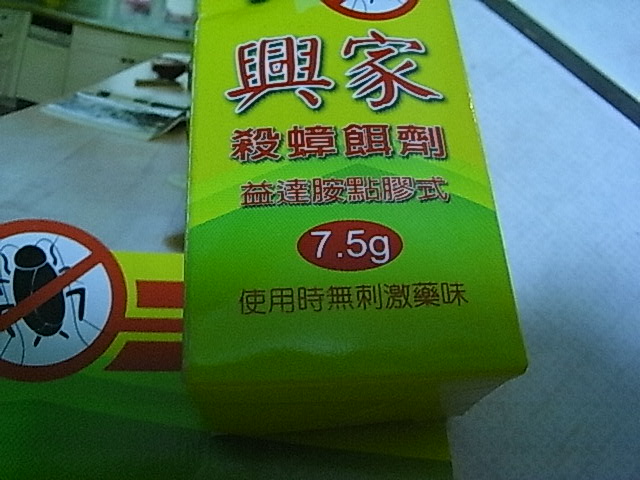 興家
殺蟑餌劑
益達胺點膠式
7.5g
使用時無刺激藥味